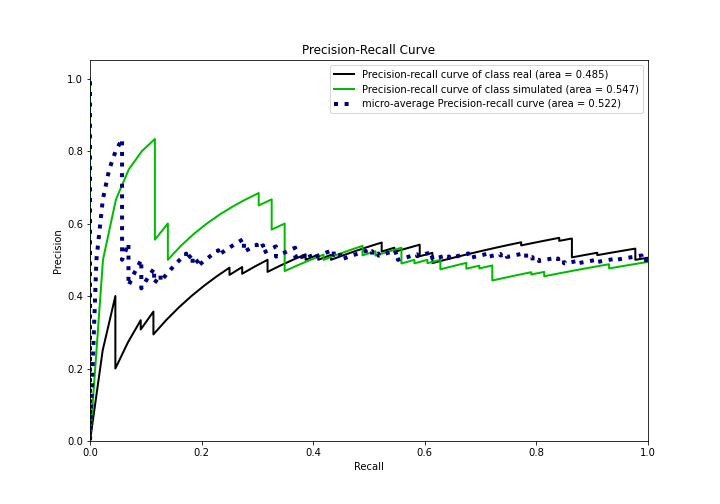 Precision-Recall Curve
Precision-recall curve of class real (area = 0.485)
Precision-recall curve of class simulated (area = 0.547)
micro-average Precision-recall curve (area = 0.522)
1.0
0.8
0.6
0.4
0.2
0.0
Precision
0.0 0.2 0.4 0.6 0.8 1.0
Recall